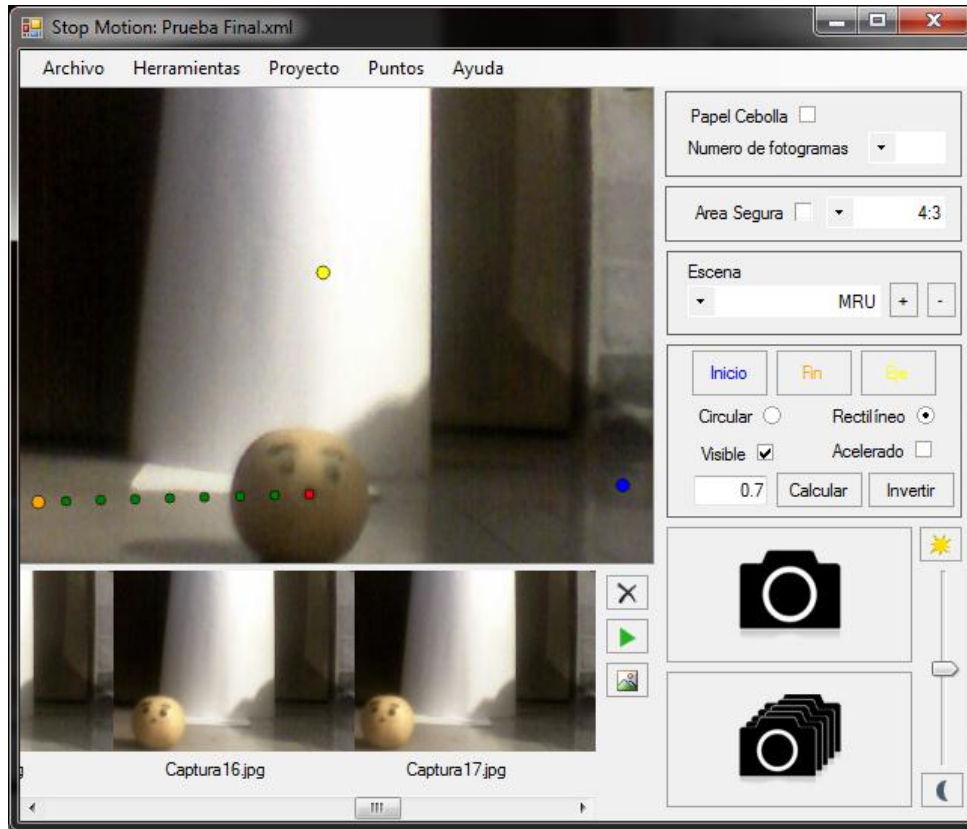 Stop Motion: Prueba Final.xml
Archivo Herramientas Proyecto Puntos Ayuda
Papel Cebolla
Numero de fotogramas
Area Segura 4:3
Escena
MRU + -
Inicio Fin Eje
Circular Rectilíneo
Visible Acelerado
0.7 Calcular Invertir
Captura16.jpg Captura17.jpg